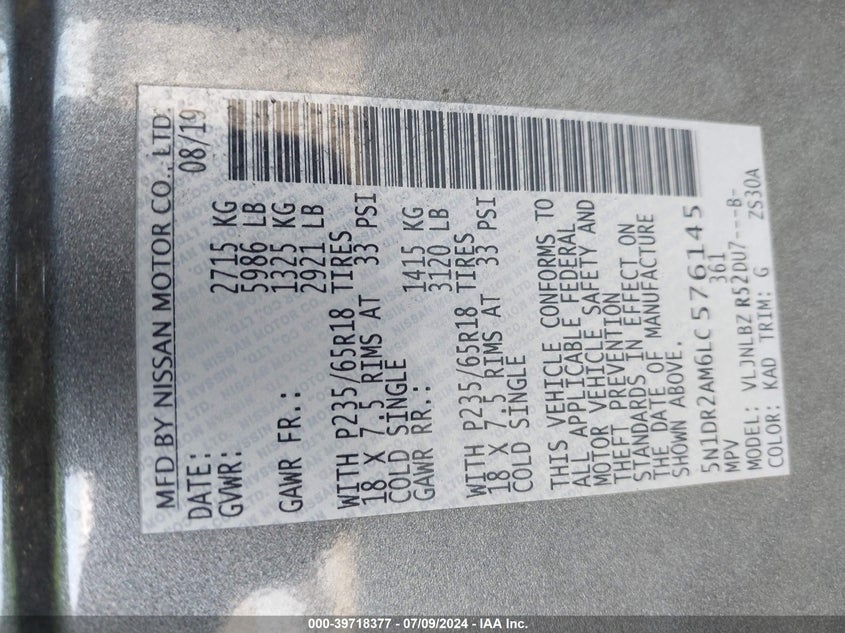 MFD BY NISSAN MOTOR CO., LTD.
DATE: 08/19
GVWR: 2715 KG
5986 LB
GAWR FR.: 1325 KG
2921 LB
WITH P235/65R18 TIRES
18 X 7.5 RIMS AT 33 PSI
COLD SINGLE
GAWR RR.: 1415 KG
3120 LB
WITH P235/65R18 TIRES
18 X 7.5 RIMS AT 33 PSI
COLD SINGLE
THIS VEHICLE CONFORMS TO
ALL APPLICABLE FEDERAL
MOTOR VEHICLE SAFETY AND
THEFT PREVENTION
STANDARDS IN EFFECT ON
THE DATE OF MANUFACTURE
SHOWN ABOVE.
5N1DR2AM6LC576145
MPV 361
MODEL: VLJNLBZ R52DU7---B-
COLOR: KAD TRIM: G ZS30A
000-39718377 - 07/09/2024 - IAA Inc.